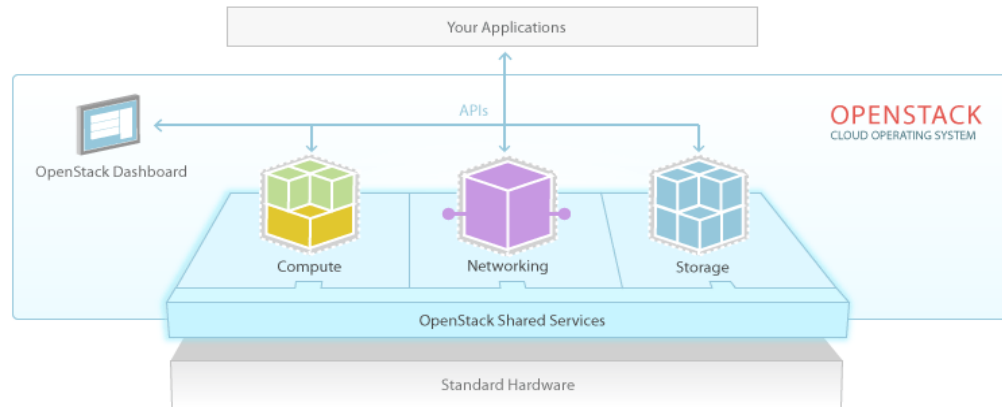 Your Applications
APIs
OPENSTACK
CLOUD OPERATING SYSTEM
OpenStack Dashboard
Compute
Networking
Storage
OpenStack Shared Services
Standard Hardware